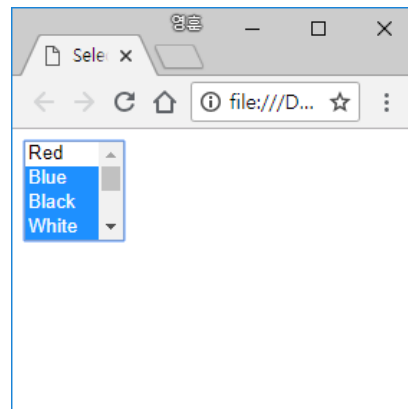 영훈
Sele
file:///D...
Red
Blue
Black
White